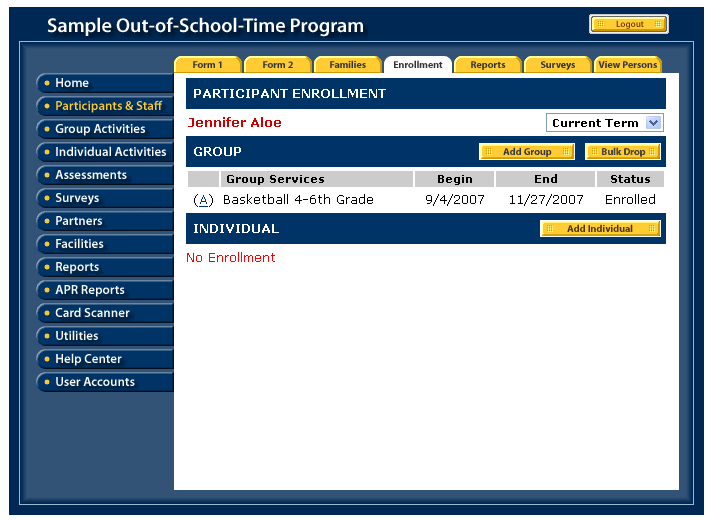 Sample Out-of-School-Time Program
Logout
Form 1 Form 2 Families Enrollment Reports Surveys View Persons
Home
Participants & Staff
Group Activities
Individual Activities
Assessments
Surveys
Partners
Facilities
Reports
APR Reports
Card Scanner
Utilities
Help Center
User Accounts
PARTICIPANT ENROLLMENT
Jennifer Aloe Current Term
GROUP Add Group Bulk Drop
Group Services Begin End Status
(A) Basketball 4-6th Grade 9/4/2007 11/27/2007 Enrolled
INDIVIDUAL Add Individual
No Enrollment